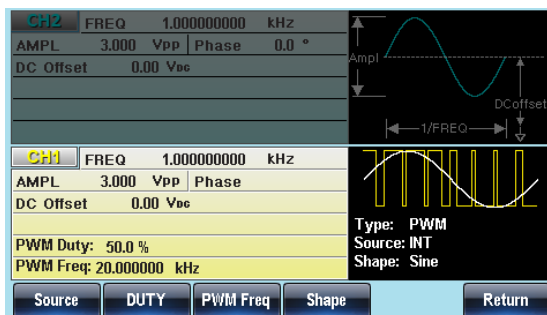 CH2 FREQ 1.000000000 kHz
AMPL 3.000 Vpp Phase 0.0 °
DC Offset 0.00 VDC
Ampl
DCoffset
1/FREQ
CH1 FREQ 1.000000000 kHz
AMPL 3.000 Vpp Phase
DC Offset 0.00 VDC
PWM Duty: 50.0 %
PWM Freq: 20.000000 kHz
Type: PWM
Source: INT
Shape: Sine
Source DUTY PWM Freq Shape Return